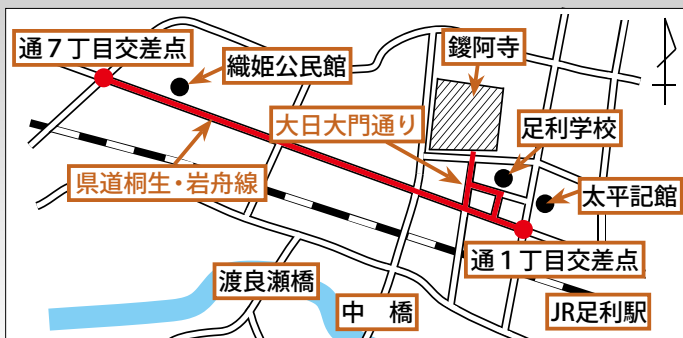 通7丁目交差点
織姫公民館
鑁阿寺
大日大門通り
足利学校
県道桐生・岩舟線
太平記館
通1丁目交差点
渡良瀬橋
中 橋
JR足利駅